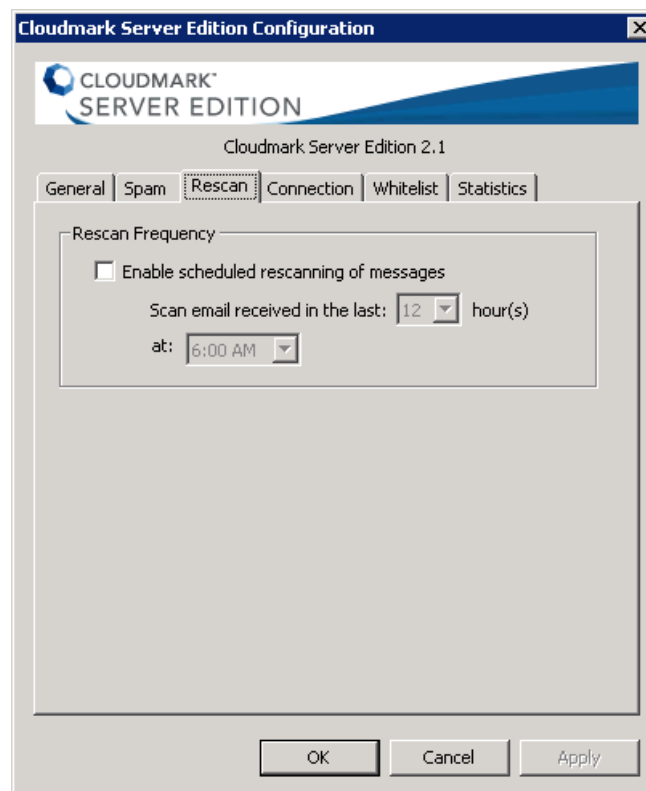 Cloudmark Server Edition Configuration
CLOUDMARK™
SERVER EDITION
Cloudmark Server Edition 2.1
General Spam Rescan Connection Whitelist Statistics
Rescan Frequency
Enable scheduled rescanning of messages
Scan email received in the last: 12 hour(s)
at: 6:00 AM
OK Cancel Apply